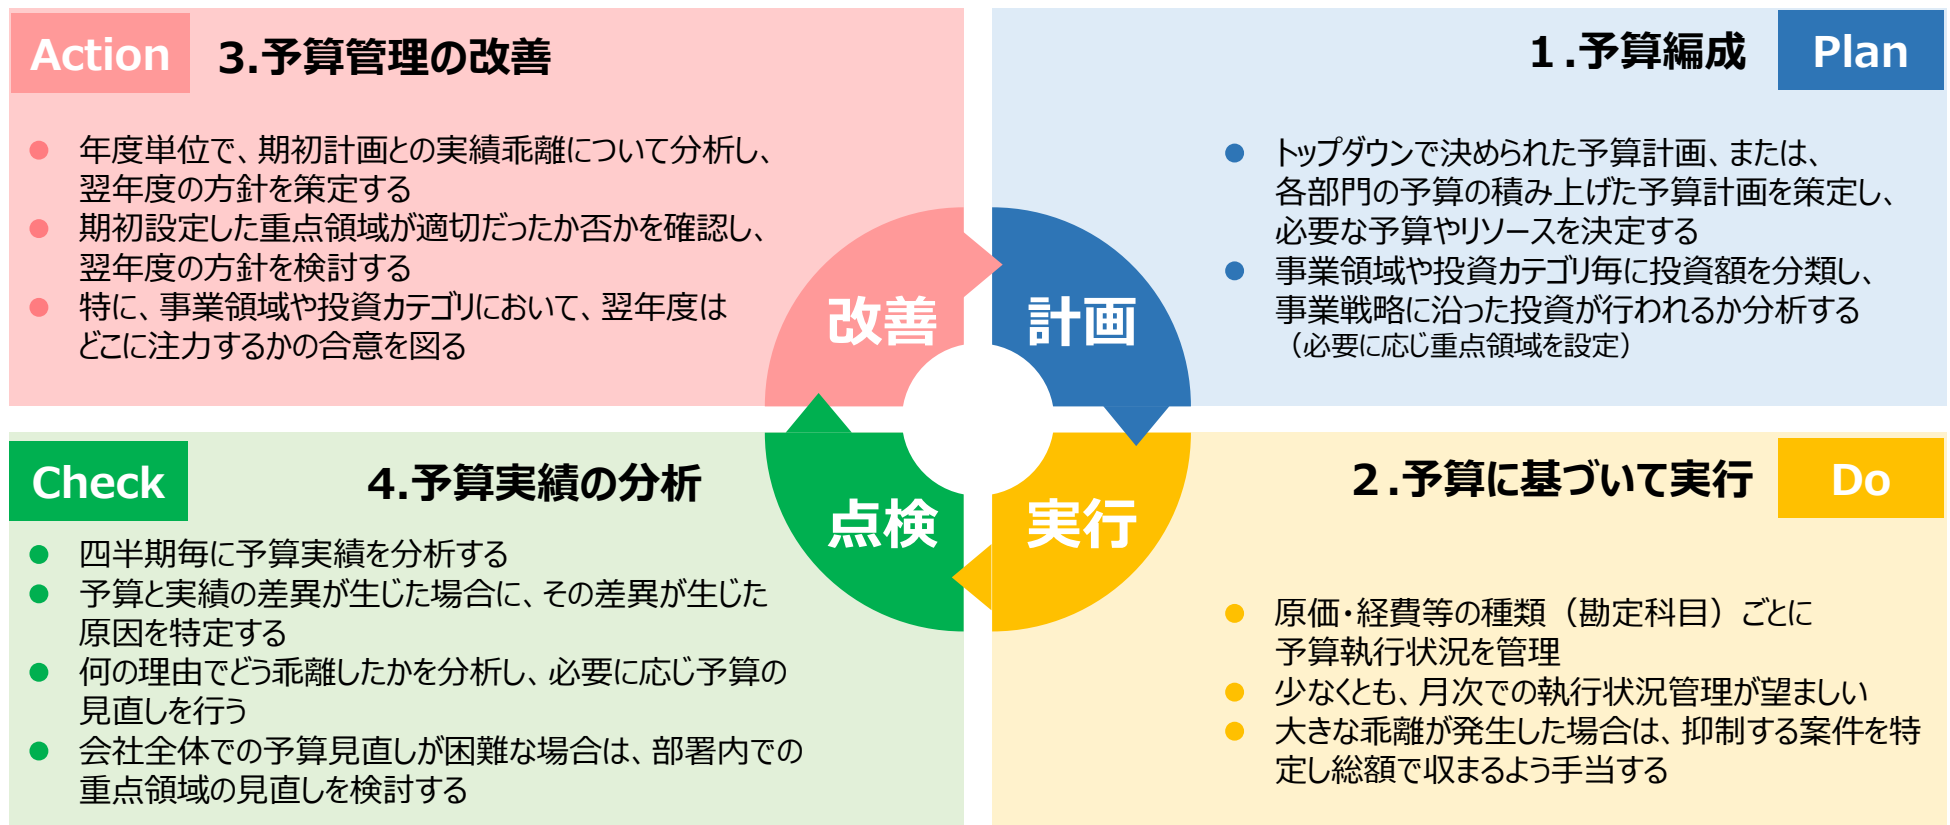 Action
3.予算管理の改善
● 年度単位で、期初計画との実績乖離について分析し、
翌年度の方針を策定する
● 期初設定した重点領域が適切だったか否かを確認し、
翌年度の方針を検討する
● 特に、事業領域や投資カテゴリにおいて、翌年度は
どこに注力するかの合意を図る
改善
１.予算編成
Plan
● トップダウンで決められた予算計画、または、
各部門の予算の積み上げた予算計画を策定し、
必要な予算やリソースを決定する
● 事業領域や投資カテゴリ毎に投資額を分類し、
事業戦略に沿った投資が行われるか分析する
（必要に応じ重点領域を設定）
計画
Check
4.予算実績の分析
● 四半期毎に予算実績を分析する
● 予算と実績の差異が生じた場合に、その差異が生じた
原因を特定する
● 何の理由でどう乖離したかを分析し、必要に応じ予算の
見直しを行う
● 会社全体での予算見直しが困難な場合は、部署内での
重点領域の見直しを検討する
点検
２.予算に基づいて実行
Do
● 原価・経費等の種類（勘定科目）ごとに
予算執行状況を管理
● 少なくとも、月次での執行状況管理が望ましい
● 大きな乖離が発生した場合は、抑制する案件を特
定し総額で収まるよう手当する
実行